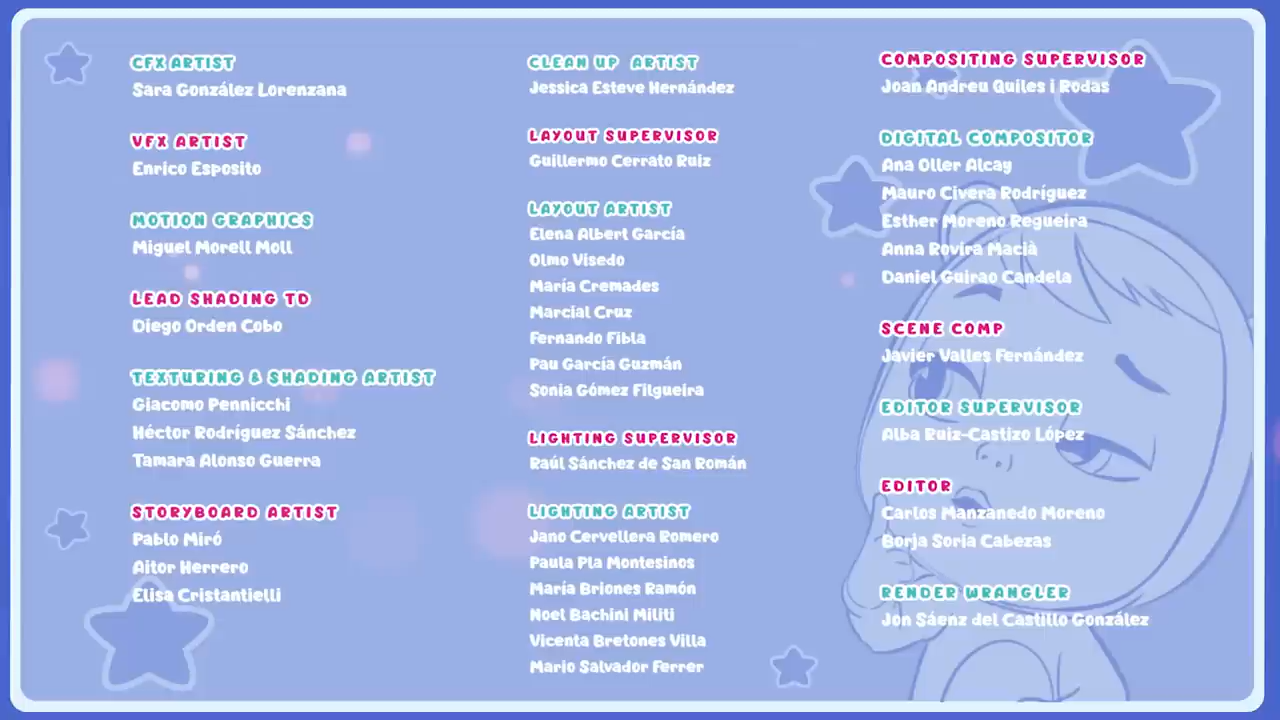 CFX ARTIST
Sara González Lorenzana
VFX ARTIST
Enrico Esposito
MOTION GRAPHICS
Miguel Morell Moll
LEAD SHADING TD
Diego Orden Cobo
TEXTURING & SHADING ARTIST
Giacomo Pennicchi
Héctor Rodríguez Sánchez
Tamara Alonso Guerra
STORYBOARD ARTIST
Pablo Miró
Aitor Herrero
Elisa Cristantielli
CLEAN UP ARTIST
Jessica Esteve Hernández
LAYOUT SUPERVISOR
Guillermo Cerrato Ruiz
LAYOUT ARTIST
Elena Albert García
Olmo Visedo
María Cremades
Marcial Cruz
Fernando Fibla
Pau García Guzmán
Sonia Gómez Filgueira
LIGHTING SUPERVISOR
Raúl Sánchez de San Román
LIGHTING ARTIST
Jano Cervellera Romero
Paula Pla Montesinos
María Briones Ramón
Noel Bachini Militi
Vicenta Bretones Villa
Mario Salvador Ferrer
COMPOSITING SUPERVISOR
Joan Andreu Quiles i Rodas
DIGITAL COMPOSITOR
Ana Oller Alcay
Mauro Civera Rodríguez
Esther Moreno Regueira
Anna Rovira Macià
Daniel Guirao Candela
SCENE COMP
Javier Valles Fernández
EDITOR SUPERVISOR
Alba Ruiz-Castizo López
EDITOR
Carlos Manzanedo Moreno
Borja Soria Cabezas
RENDER WRANGLER
Jon Sáenz del Castillo González